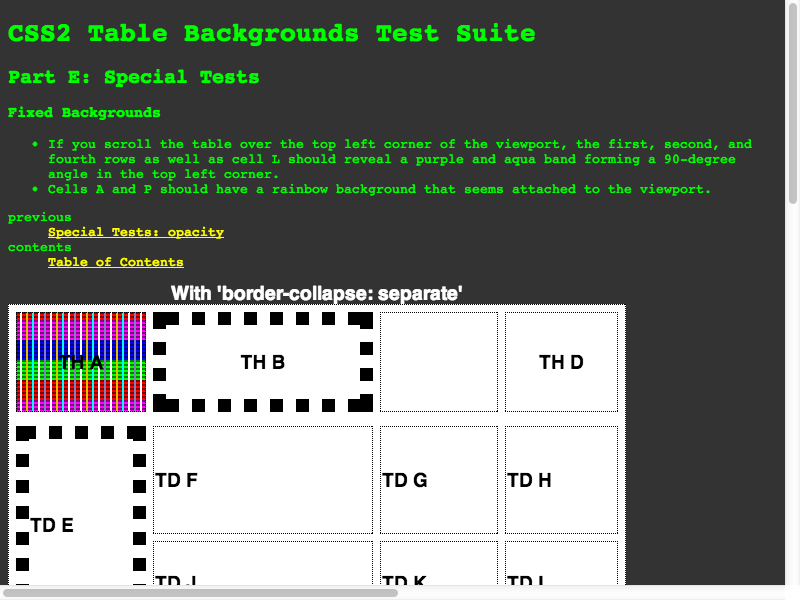 CSS2 Table Backgrounds Test Suite
Part E: Special Tests
Fixed Backgrounds
• If you scroll the table over the top left corner of the viewport, the first, second, and
fourth rows as well as cell L should reveal a purple and aqua band forming a 90-degree
angle in the top left corner.
• Cells A and P should have a rainbow background that seems attached to the viewport.
previous
Special Tests: opacity
contents
Table of Contents
With 'border-collapse: separate'
TH A TH B TH D
TD F TD G TD H
TD E
TD J TD K TD L